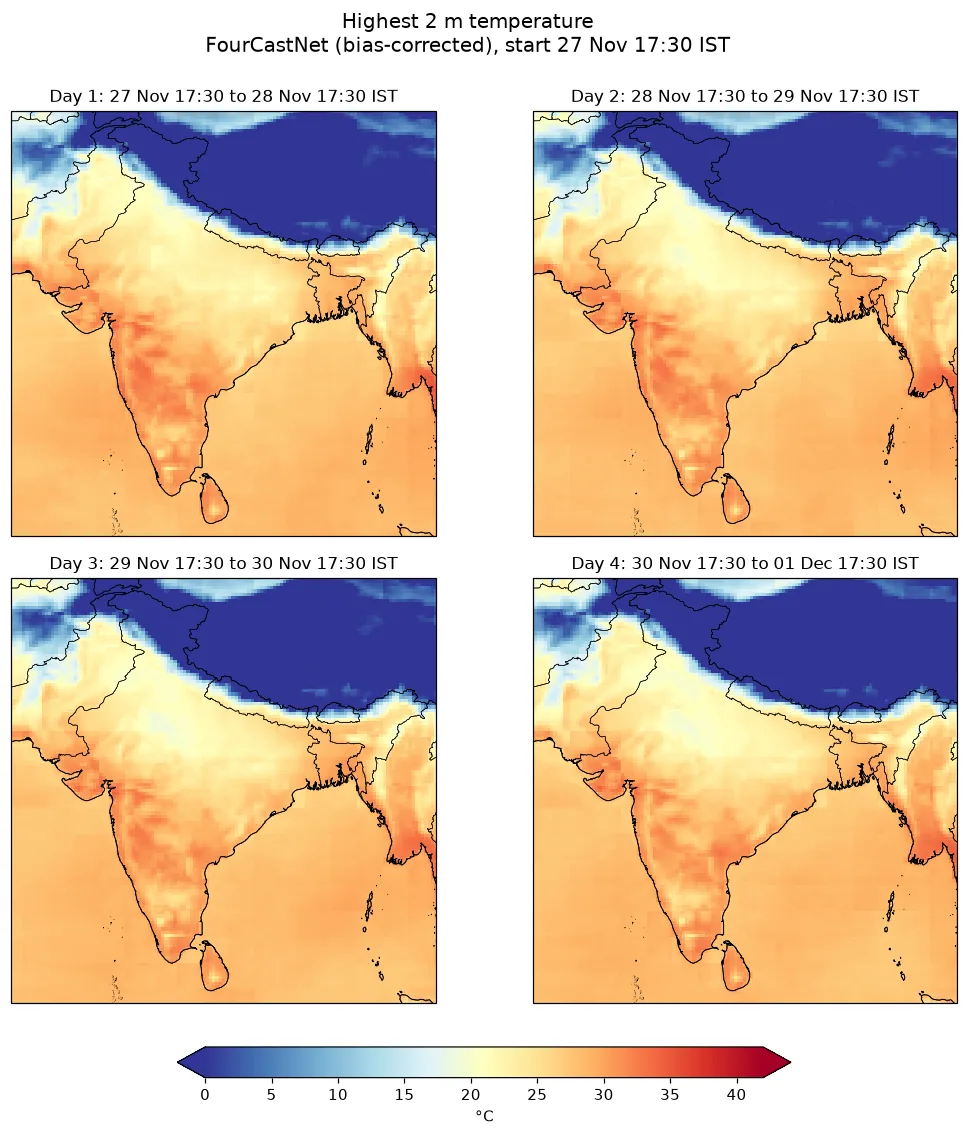 Highest 2 m temperature
FourCastNet (bias-corrected), start 27 Nov 17:30 IST
Day 1: 27 Nov 17:30 to 28 Nov 17:30 IST
Day 2: 28 Nov 17:30 to 29 Nov 17:30 IST
Day 3: 29 Nov 17:30 to 30 Nov 17:30 IST
Day 4: 30 Nov 17:30 to 01 Dec 17:30 IST
0 5 10 15 20 25 30 35 40
°C